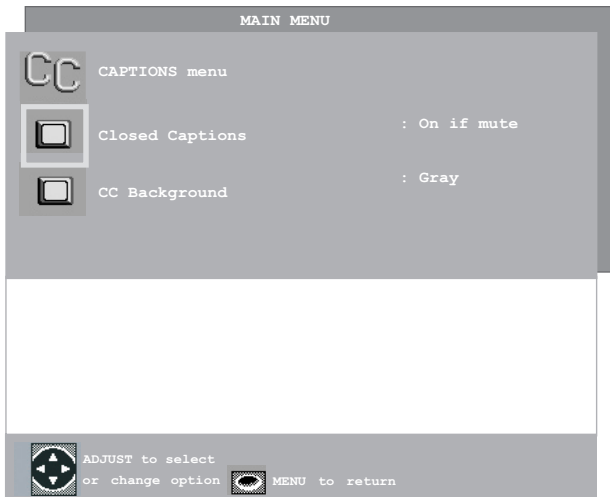 MAIN MENU
CC CAPTIONS menu
Closed Captions : On if mute
CC Background : Gray
ADJUST to select
or change option MENU to return